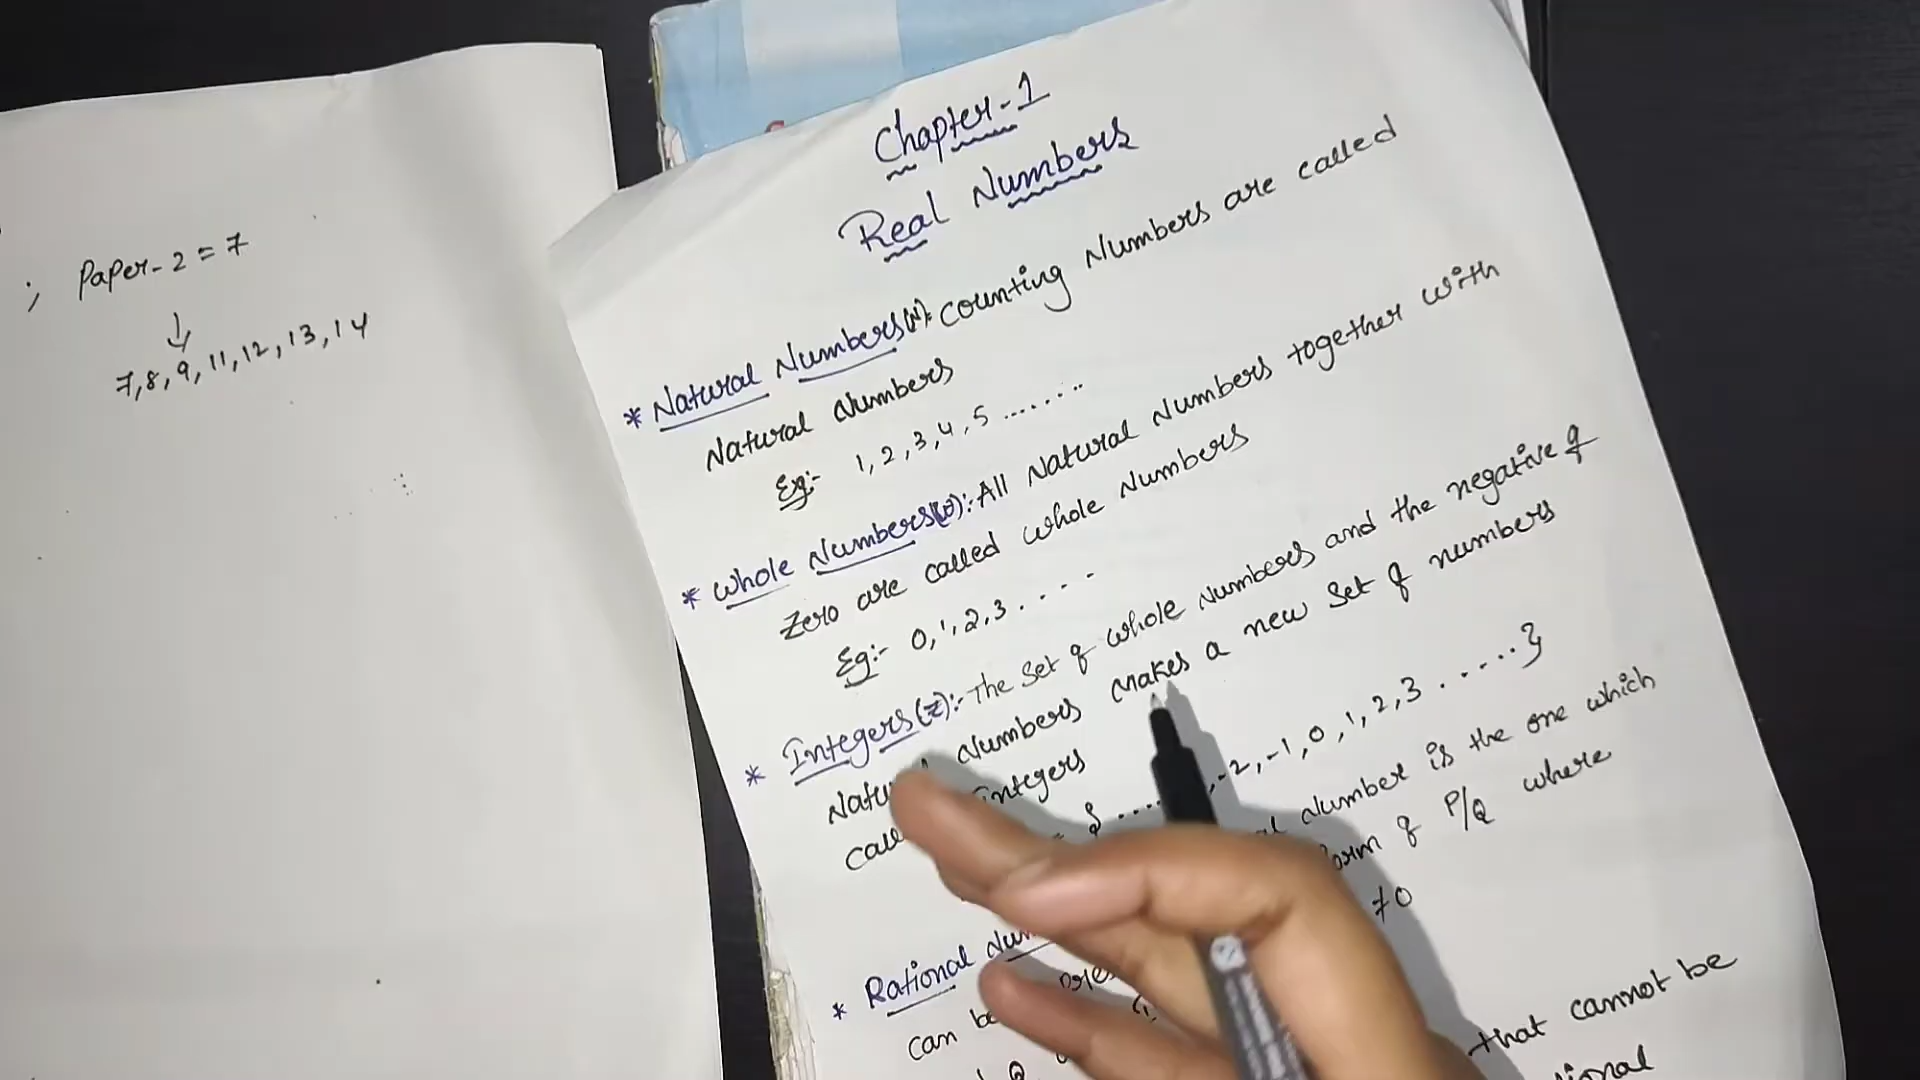 ; Paper-2 = 7
↓
7,8,9,11,12,13,14
Chapter-1
Real Numbers
* Natural Numbers(N): counting Numbers are called
Natural Numbers
Eg:- 1,2,3,4,5 .......
* Whole Numbers(W):- All Natural Numbers together with
Zero are called whole Numbers
Eg:- 0,1,2,3 ....
* Integers(Z):- The Set of whole Numbers and the negative of
Numbers makes a new Set of numbers
integers
-2,-1,0,1,2,3 .....}
Number is the one which
* Rational
of P/Q where
≠0
can
that cannot be